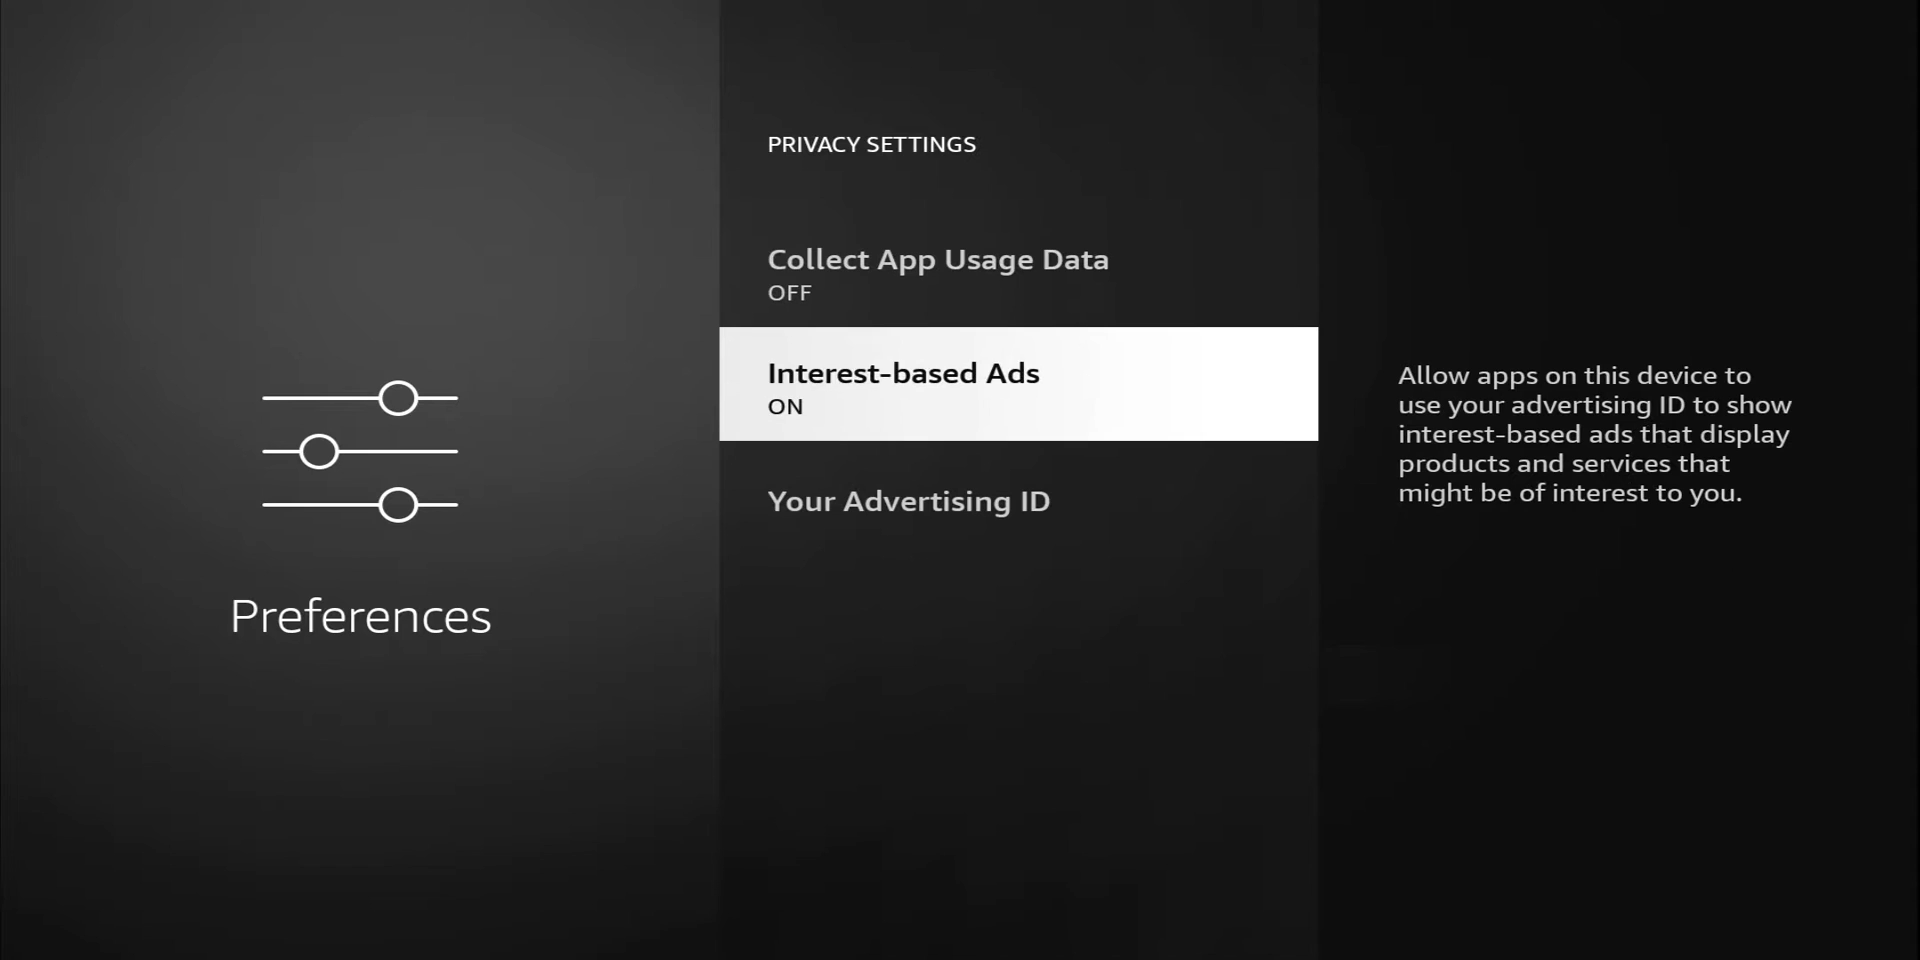 Preferences
PRIVACY SETTINGS
Collect App Usage Data
OFF
Interest-based Ads
ON
Your Advertising ID
Allow apps on this device to
use your advertising ID to show
interest-based ads that display
products and services that
might be of interest to you.